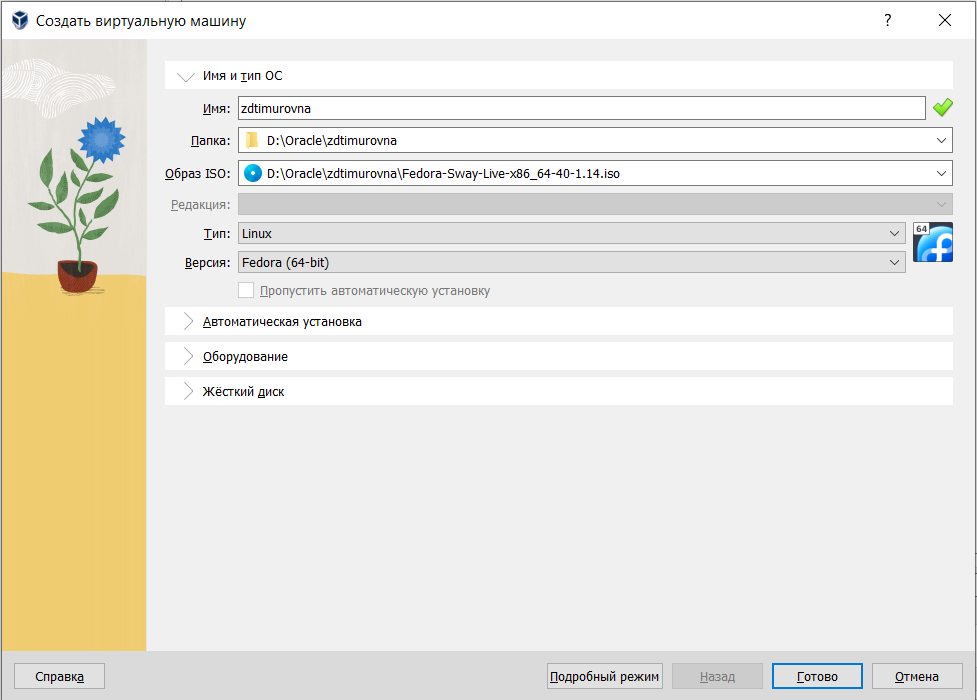 Создать виртуальную машину ?
Имя и тип ОС
Имя: zdtimurovna
Папка: D:\Oracle\zdtimurovna
Образ ISO: D:\Oracle\zdtimurovna\Fedora-Sway-Live-x86_64-40-1.14.iso
Редакция:
Тип: Linux 64
Версия: Fedora (64-bit)
Пропустить автоматическую установку
Автоматическая установка
Оборудование
Жёсткий диск
Справка Подробный режим Назад Готово Отмена